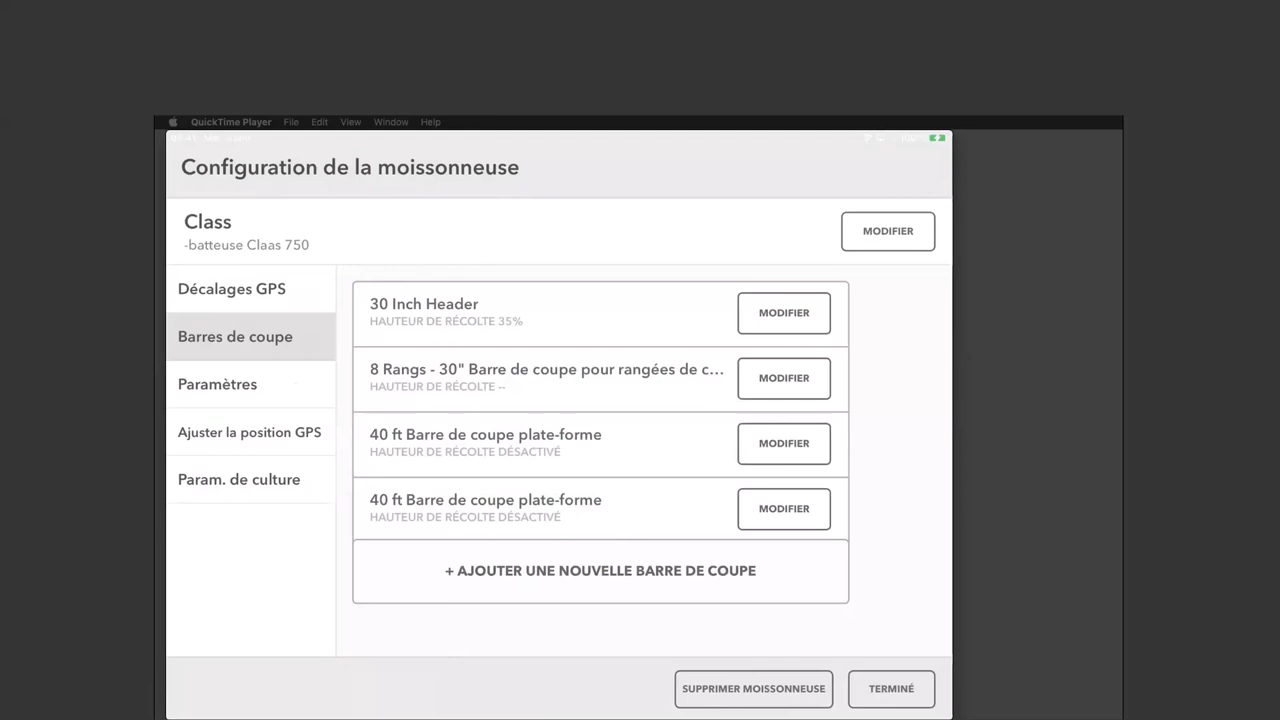 QuickTime Player File Edit View Window Help
Configuration de la moissonneuse
Class
-batteuse Claas 750
MODIFIER
Décalages GPS
Barres de coupe
Paramètres
Ajuster la position GPS
Param. de culture
30 Inch Header
HAUTEUR DE RÉCOLTE 35%
MODIFIER
8 Rangs - 30" Barre de coupe pour rangées de c...
HAUTEUR DE RÉCOLTE --
MODIFIER
40 ft Barre de coupe plate-forme
HAUTEUR DE RÉCOLTE DÉSACTIVÉ
MODIFIER
40 ft Barre de coupe plate-forme
HAUTEUR DE RÉCOLTE DÉSACTIVÉ
MODIFIER
+ AJOUTER UNE NOUVELLE BARRE DE COUPE
SUPPRIMER MOISSONNEUSE
TERMINÉ